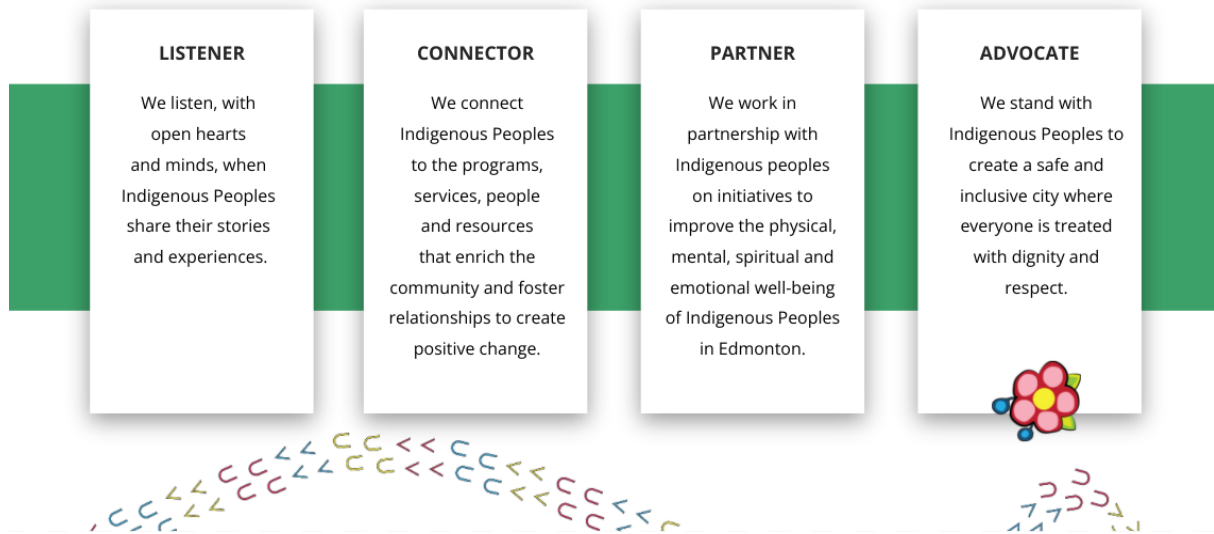 LISTENER
We listen, with
open hearts
and minds, when
Indigenous Peoples
share their stories
and experiences.
CONNECTOR
We connect
Indigenous Peoples
to the programs,
services, people
and resources
that enrich the
community and foster
relationships to create
positive change.
PARTNER
We work in
partnership with
Indigenous peoples
on initiatives to
improve the physical,
mental, spiritual and
emotional well-being
of Indigenous Peoples
in Edmonton.
ADVOCATE
We stand with
Indigenous Peoples to
create a safe and
inclusive city where
everyone is treated
with dignity and
respect.